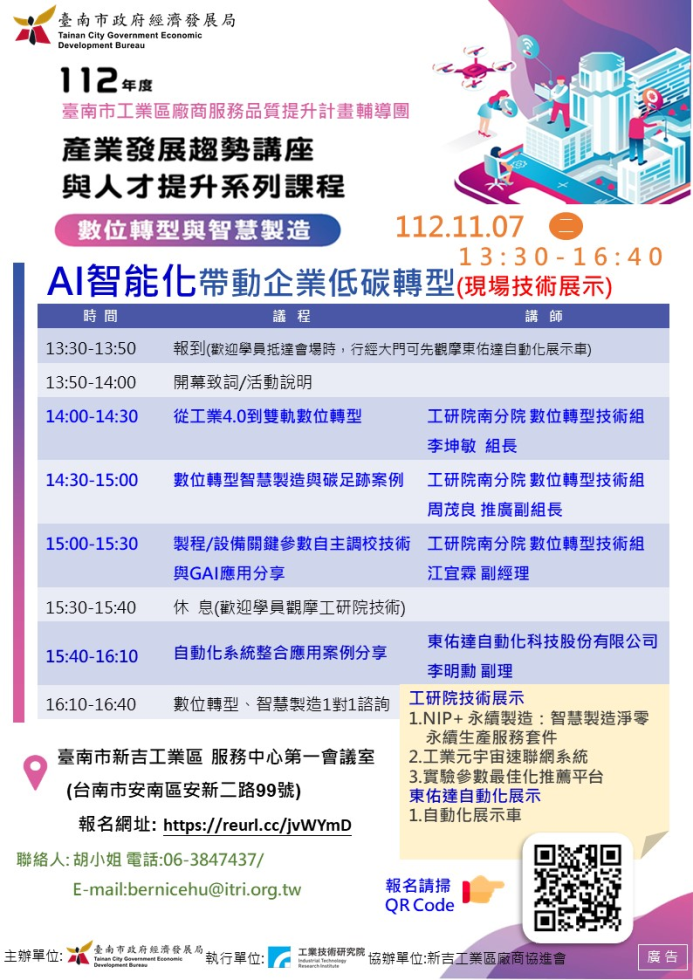 臺南市政府經濟發展局
Tainan City Government Economic
Development Bureau
112年度
臺南市工業區廠商服務品質提升計畫輔導團
產業發展趨勢講座
與人才提升系列課程
數位轉型與智慧製造
112.11.07 二
13:30-16:40
AI智能化帶動企業低碳轉型(現場技術展示)
時間 議程 講師
13:30-13:50 報到(歡迎學員抵達會場時，行經大門可先觀摩東佑達自動化展示車)
13:50-14:00 開幕致詞/活動說明
14:00-14:30 從工業4.0到雙軌數位轉型 工研院南分院 數位轉型技術組
李坤敏 組長
14:30-15:00 數位轉型智慧製造與碳足跡案例 工研院南分院 數位轉型技術組
周茂良 推廣副組長
15:00-15:30 製程/設備關鍵參數自主調校技術 工研院南分院 數位轉型技術組
與GAI應用分享 江宜霖 副經理
15:30-15:40 休 息(歡迎學員觀摩工研院技術)
15:40-16:10 自動化系統整合應用案例分享 東佑達自動化科技股份有限公司
李明勳 副理
16:10-16:40 數位轉型、智慧製造1對1諮詢
工研院技術展示
1.NIP+ 永續製造：智慧製造淨零
永續生產服務套件
2.工業元宇宙速聯網系統
3.實驗參數最佳化推薦平台
東佑達自動化展示
1.自動化展示車
臺南市新吉工業區 服務中心第一會議室
(台南市安南區安新二路99號)
報名網址: https://reurl.cc/jvWYmD
聯絡人: 胡小姐 電話:06-3847437/
E-mail:bernicehu@itri.org.tw
報名請掃
QR Code
主辦單位: 臺南市政府經濟發展局 Tainan City Government Economic Development Bureau 執行單位: 工業技術研究院 Industrial Technology Research Institute 協辦單位:新吉工業區廠商協進會
廣告